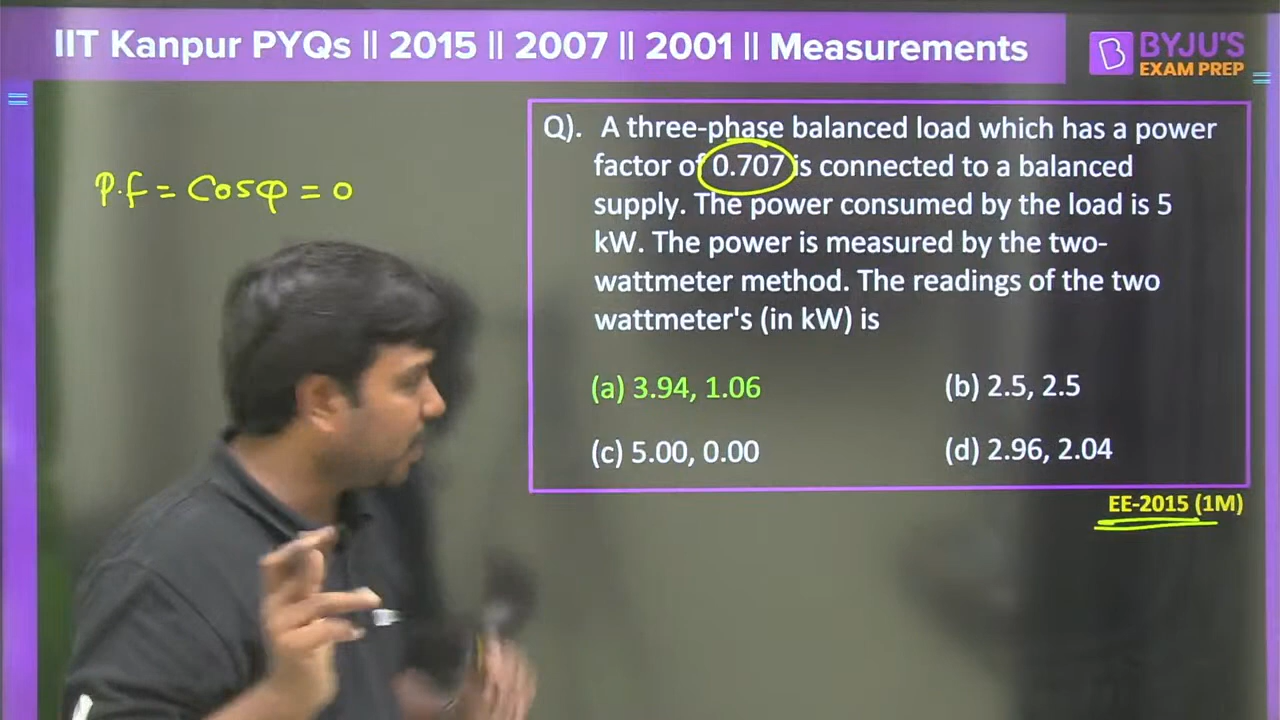 IIT Kanpur PYQs || 2015 || 2007 || 2001 || Measurements
BYJU'S
EXAM PREP
P.f = Cosφ = 0
Q). A three-phase balanced load which has a power
factor of 0.707 is connected to a balanced
supply. The power consumed by the load is 5
kW. The power is measured by the two-
wattmeter method. The readings of the two
wattmeter's (in kW) is
(a) 3.94, 1.06
(b) 2.5, 2.5
(c) 5.00, 0.00
(d) 2.96, 2.04
EE-2015 (1M)